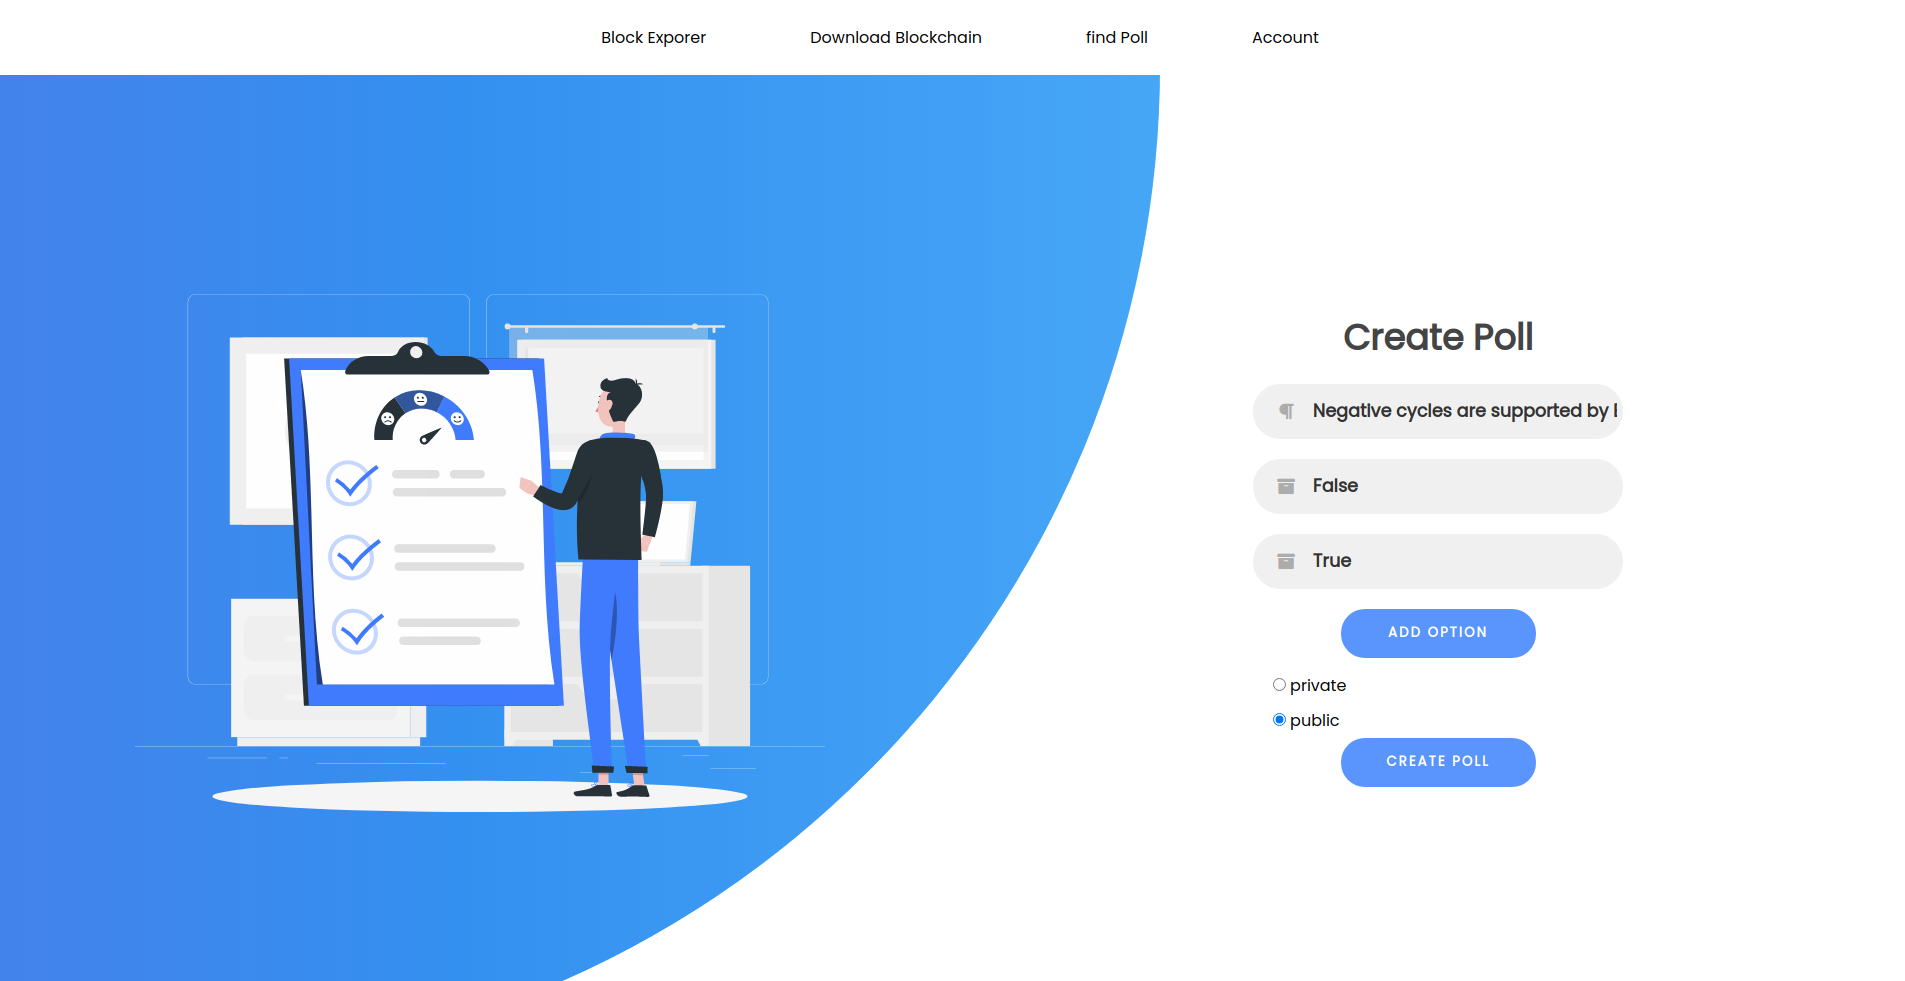 Block Exporer
Download Blockchain
find Poll
Account
Create Poll
Negative cycles are supported by
False
True
ADD OPTION
private
public
CREATE POLL